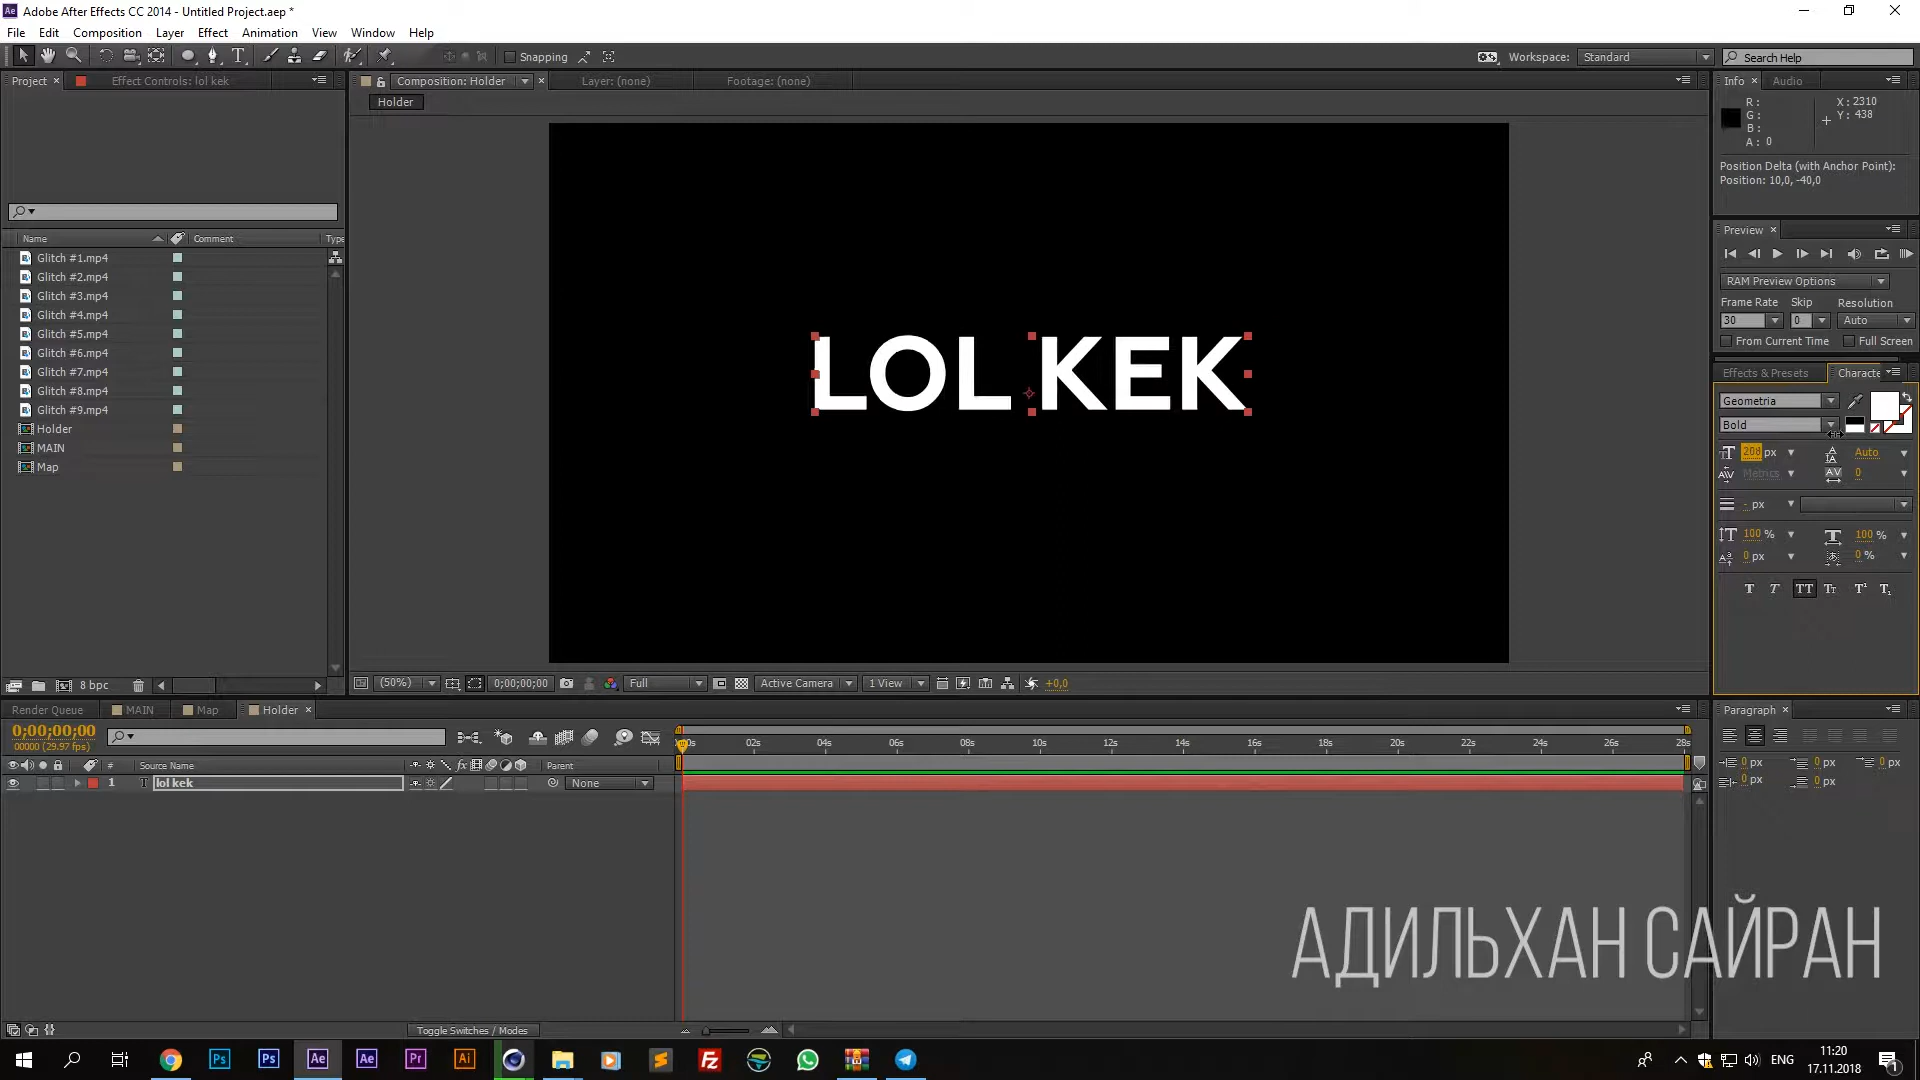 Adobe After Effects CC 2014 - Untitled Project.aep *
File Edit Composition Layer Effect Animation View Window Help
Snapping
Workspace: Standard
Search Help
Project
Effect Controls: lol kek
Composition: Holder
Layer: (none)
Footage: (none)
Holder
Name Comment Type
Glitch #1.mp4
Glitch #2.mp4
Glitch #3.mp4
Glitch #4.mp4
Glitch #5.mp4
Glitch #6.mp4
Glitch #7.mp4
Glitch #8.mp4
Glitch #9.mp4
Holder
MAIN
Map
8 bpc
LOL KEK
(50%) 0;00;00;00 Full Active Camera 1 View +0,0
Info Audio
R:
G:
B:
A: 0
X: 2310
Y: 438
Position Delta (with Anchor Point):
Position: 10,0, -40,0
Preview
RAM Preview Options
Frame Rate Skip Resolution
30 0 Auto
From Current Time Full Screen
Effects & Presets Characte
Geometria
Bold
px Auto
Metrics 0
- px
100 % 100 %
0 px 0 %
Paragraph
0 px 0 px 0 px
0 px 0 px
Render Queue MAIN Map Holder
0;00;00;00
00000 (29.97 fps)
02s 04s 06s 08s 10s 12s 14s 16s 18s 20s 22s 24s 26s 28s
# Source Name Parent
1 T lol kek None
АДИЛЬХАН САЙРАН
Toggle Switches / Modes
Ps Ps Ae Ae Pr Ai
ENG
11:20
17.11.2018